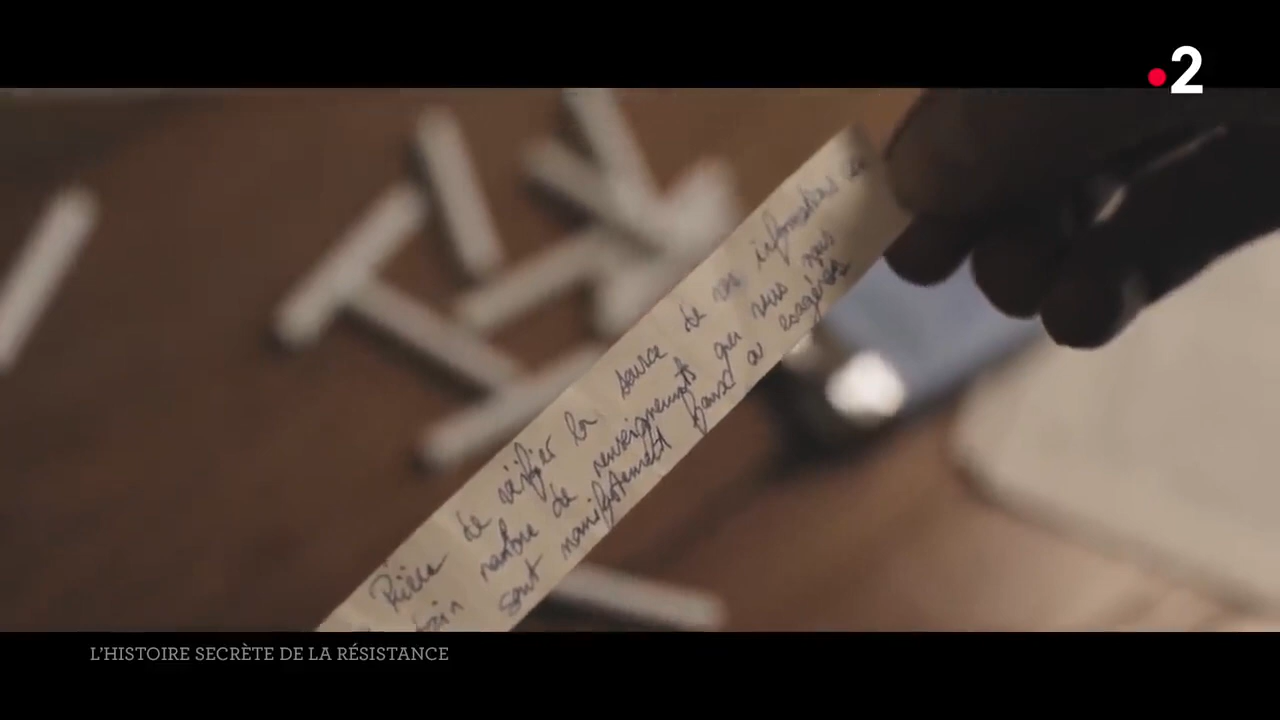 2
Prière de vérifier la source de vos informations
nombre de renseignements que vous nous
sont manifestement faux ou exagérés
L'HISTOIRE SECRÈTE DE LA RÉSISTANCE